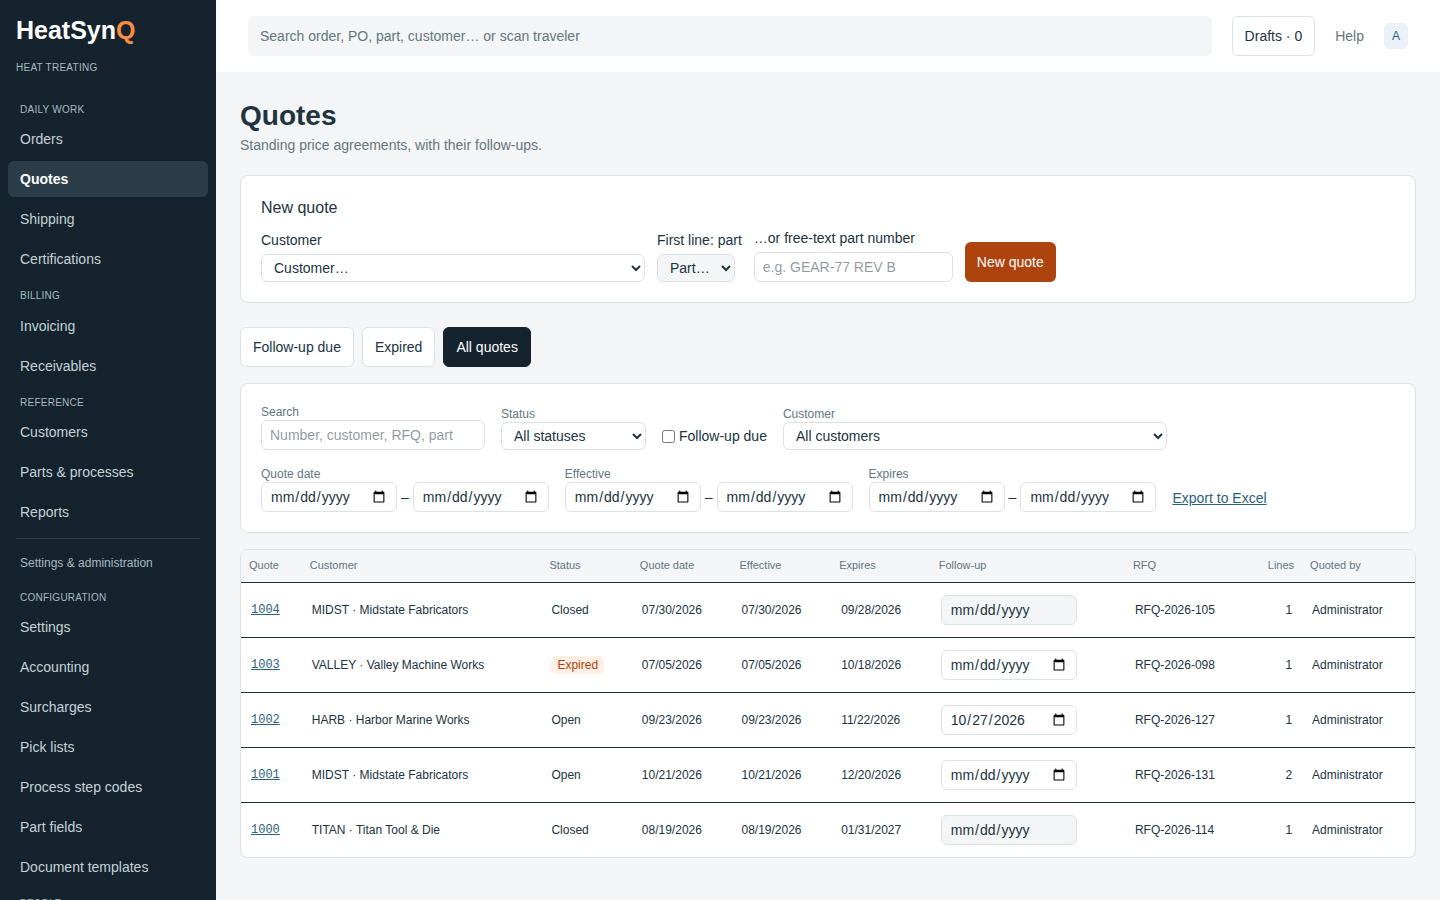 HeatSynQ
HEAT TREATING
DAILY WORK
Orders
Quotes
Shipping
Certifications
BILLING
Invoicing
Receivables
REFERENCE
Customers
Parts & processes
Reports
Settings & administration
CONFIGURATION
Settings
Accounting
Surcharges
Pick lists
Process step codes
Part fields
Document templates
Search order, PO, part, customer… or scan traveler
Drafts · 0
Help
A
Quotes
Standing price agreements, with their follow-ups.
New quote
Customer
First line: part
…or free-text part number
Customer…
Part…
e.g. GEAR-77 REV B
New quote
Follow-up due
Expired
All quotes
Search
Status
Customer
Number, customer, RFQ, part
All statuses
Follow-up due
All customers
Quote date
Effective
Expires
mm/dd/yyyy – mm/dd/yyyy
mm/dd/yyyy – mm/dd/yyyy
mm/dd/yyyy – mm/dd/yyyy
Export to Excel
Quote Customer Status Quote date Effective Expires Follow-up RFQ Lines Quoted by
1004 MIDST · Midstate Fabricators Closed 07/30/2026 07/30/2026 09/28/2026 mm/dd/yyyy RFQ-2026-105 1 Administrator
1003 VALLEY · Valley Machine Works Expired 07/05/2026 07/05/2026 10/18/2026 mm/dd/yyyy RFQ-2026-098 1 Administrator
1002 HARB · Harbor Marine Works Open 09/23/2026 09/23/2026 11/22/2026 10/27/2026 RFQ-2026-127 1 Administrator
1001 MIDST · Midstate Fabricators Open 10/21/2026 10/21/2026 12/20/2026 mm/dd/yyyy RFQ-2026-131 2 Administrator
1000 TITAN · Titan Tool & Die Closed 08/19/2026 08/19/2026 01/31/2027 mm/dd/yyyy RFQ-2026-114 1 Administrator